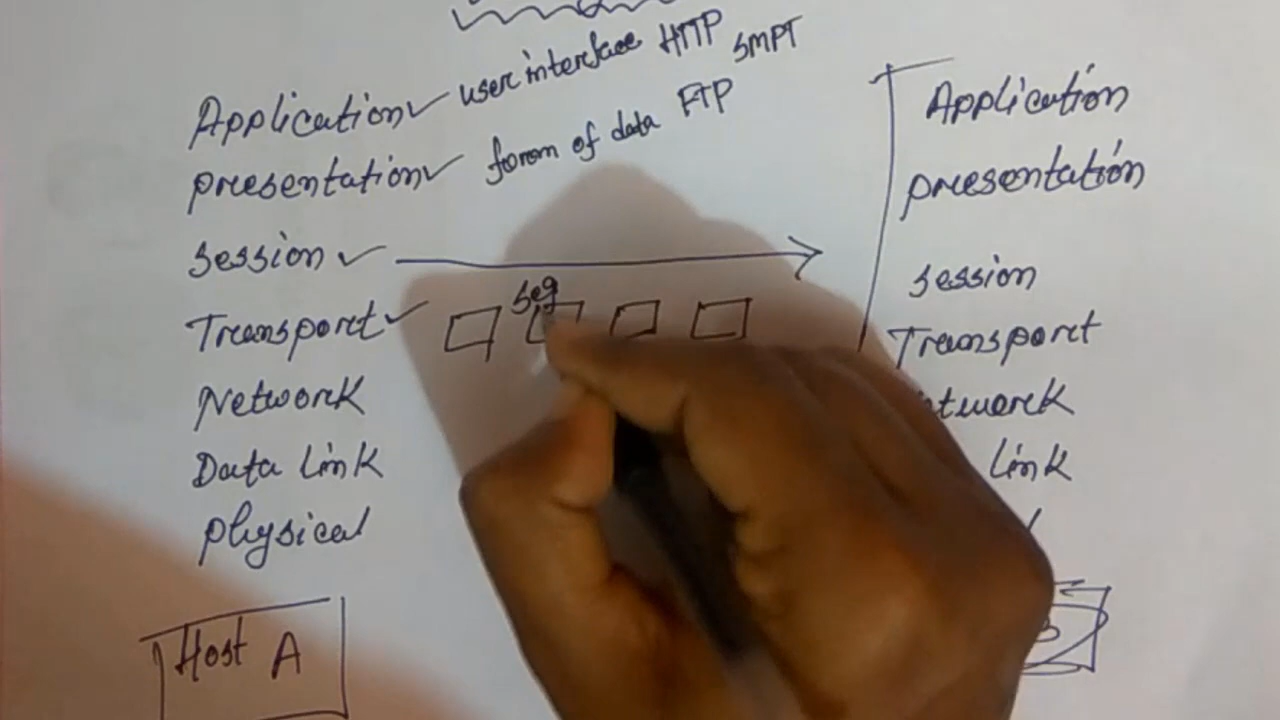 Application user interface HTTP SMPT
presentation form of data FTP
session
Transport
seg
Network
Data Link
physical
Host A
Application
presentation
session
Transport
link